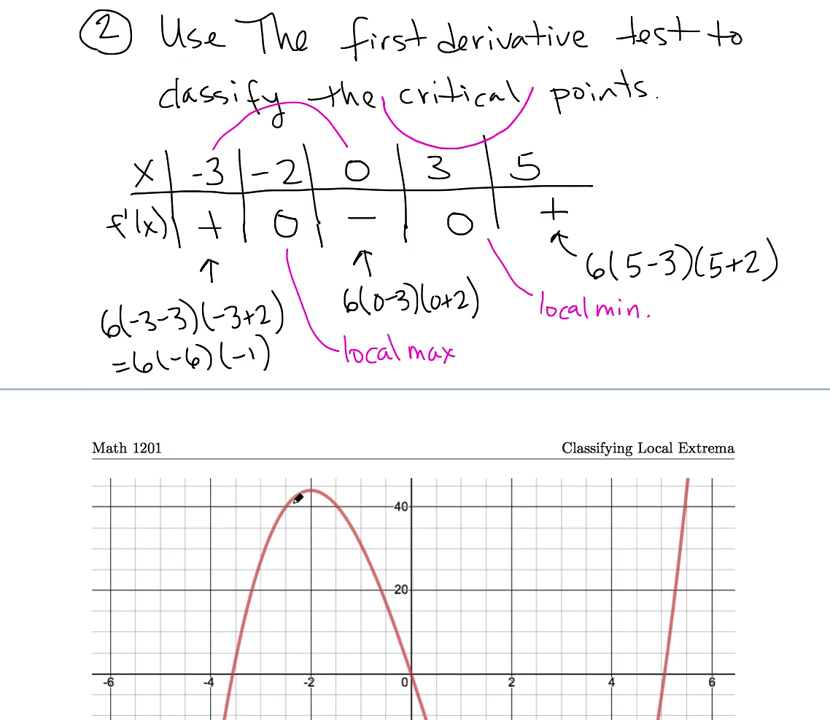 ② Use The first derivative test to
classify the critical points.
x | -3 | -2 | 0 | 3 | 5
f'(x) | + | 0 | − | 0 | +
6(5-3)(5+2)
6(-3-3)(-3+2)
6(0-3)(0+2)
local min.
=6(-6)(-1)
local max
Math 1201 Classifying Local Extrema
40
20
-6 -4 -2 0 2 4 6